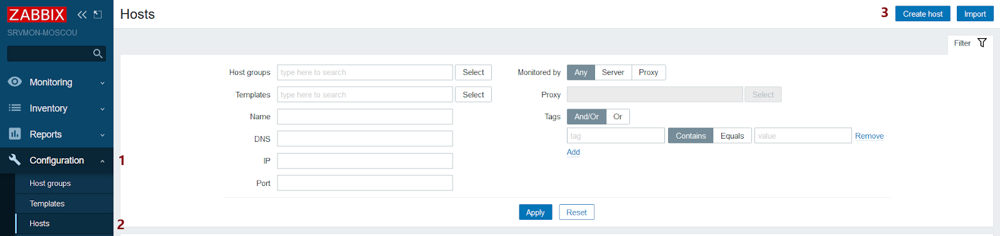 ZABBIX
SRVMON-MOSCOU
Monitoring
Inventory
Reports
Configuration 1
Host groups
Templates
Hosts 2
Hosts
3 Create host Import
Filter
Host groups type here to search Select
Templates type here to search Select
Name
DNS
IP
Port
Monitored by Any Server Proxy
Proxy Select
Tags And/Or Or
tag Contains Equals value Remove
Add
Apply Reset